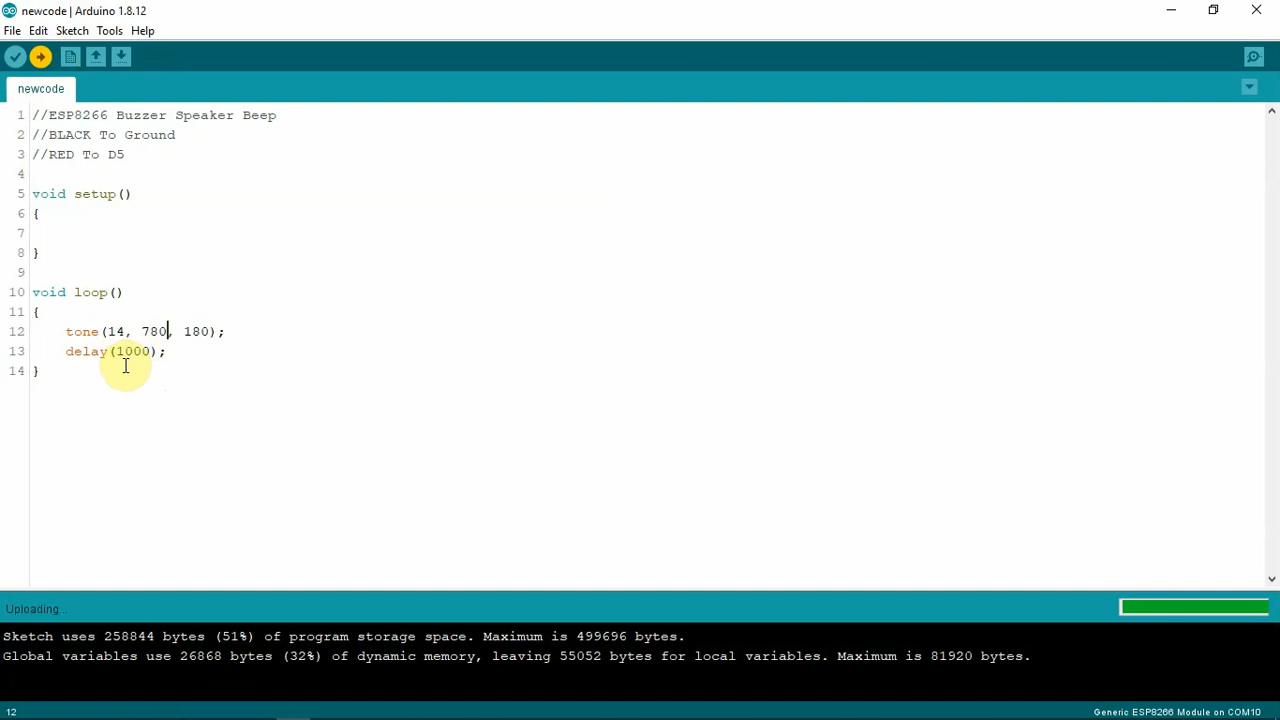 newcode | Arduino 1.8.12
File Edit Sketch Tools Help
newcode
1 //ESP8266 Buzzer Speaker Beep
2 //BLACK To Ground
3 //RED To D5
4
5 void setup()
6 {
7
8 }
9
10 void loop()
11 {
12 tone(14, 780, 180);
13 delay(1000);
14 }
Uploading...
Sketch uses 258844 bytes (51%) of program storage space. Maximum is 499696 bytes.
Global variables use 26868 bytes (32%) of dynamic memory, leaving 55052 bytes for local variables. Maximum is 81920 bytes.
12 Generic ESP8266 Module on COM10